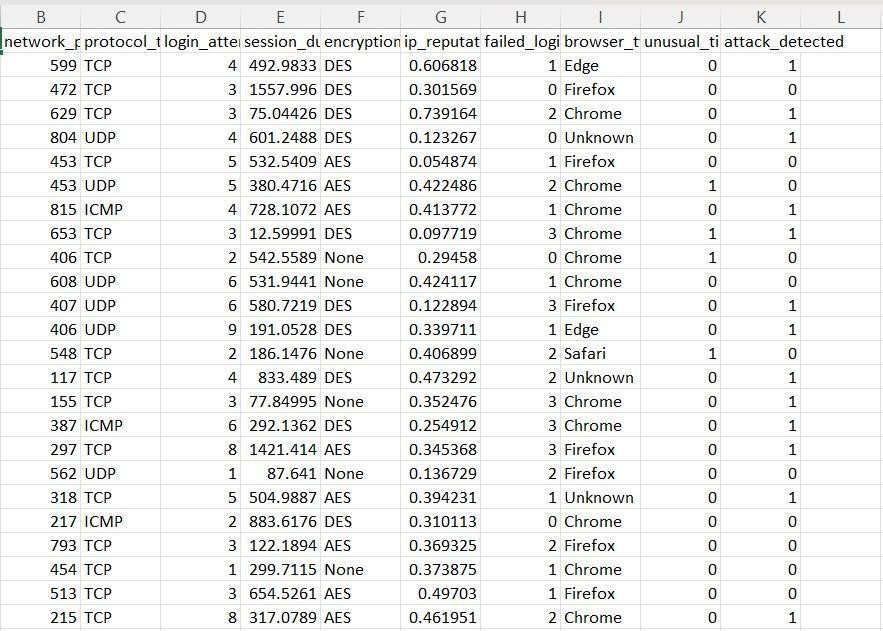 B C D E F G H I J K L
network_p protocol_t login_atte session_du encryption ip_reputat failed_logi browser_t unusual_ti attack_detected
599 TCP 4 492.9833 DES 0.606818 1 Edge 0 1
472 TCP 3 1557.996 DES 0.301569 0 Firefox 0 0
629 TCP 3 75.04426 DES 0.739164 2 Chrome 0 1
804 UDP 4 601.2488 DES 0.123267 0 Unknown 0 1
453 TCP 5 532.5409 AES 0.054874 1 Firefox 0 0
453 UDP 5 380.4716 AES 0.422486 2 Chrome 1 0
815 ICMP 4 728.1072 AES 0.413772 1 Chrome 0 1
653 TCP 3 12.59991 DES 0.097719 3 Chrome 1 1
406 TCP 2 542.5589 None 0.29458 0 Chrome 1 0
608 UDP 6 531.9441 None 0.424117 1 Chrome 0 0
407 UDP 6 580.7219 DES 0.122894 3 Firefox 0 1
406 UDP 9 191.0528 DES 0.339711 1 Edge 0 1
548 TCP 2 186.1476 None 0.406899 2 Safari 1 0
117 TCP 4 833.489 DES 0.473292 2 Unknown 0 1
155 TCP 3 77.84995 None 0.352476 3 Chrome 0 1
387 ICMP 6 292.1362 DES 0.254912 3 Chrome 0 1
297 TCP 8 1421.414 AES 0.345368 3 Firefox 0 1
562 UDP 1 87.641 None 0.136729 2 Firefox 0 0
318 TCP 5 504.9887 AES 0.394231 1 Unknown 0 1
217 ICMP 2 883.6176 DES 0.310113 0 Chrome 0 0
793 TCP 3 122.1894 AES 0.369325 2 Firefox 0 0
454 TCP 1 299.7115 None 0.373875 1 Chrome 0 0
513 TCP 3 654.5261 AES 0.49703 1 Firefox 0 0
215 TCP 8 317.0789 AES 0.461951 2 Chrome 0 1